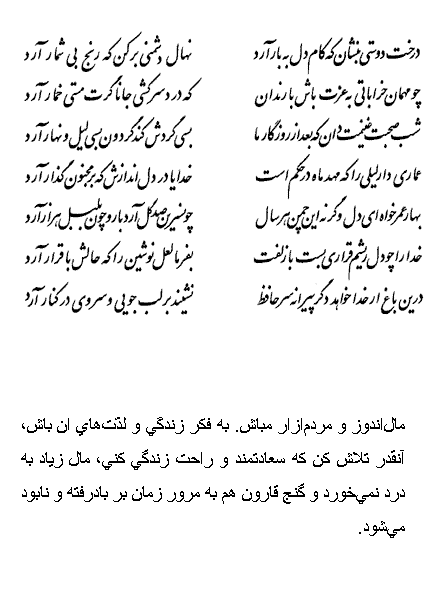 درخت دوستی بنشان که کام دل به بار آرد نهال دشمنی برکن که رنج بی شمار آرد
چو مهمان خراباتی به عزت باش با رندان که درد سر کشی جانا گرت مستی خمار آرد
شب صحبت غنیمت دان که بعد از روزگار ما بسی گردش کند گردون بسی لیل و نهار آرد
عماری دار لیلی را که مهد ماه در حکم است خدایا در دل اندازش که بر مجنون گذار آرد
بهار عمر خواه ای دل وگرنه این چمن هر سال چو نسرین صد گل آرد بار و چون بلبل هزار آرد
خدا را چون دل ریشم قراری بست با زلفت بفرما لعل نوشین را که حالش با قرار آرد
درین باغ ار خدا خواهد دگر پیرانه سر حافظ نشیند بر لب جویی و سروی در کنار آرد
مال‌اندوز و مردم‌ازار مباش. به فكر زندگي و لذت‌هاي ان باش،
آنقدر تلاش كن كه سعادتمند و راحت زندگي كني، مال زياد به
درد نمي‌خورد و گنج قارون هم به مرور زمان بر بادرفته و نابود
مي‌شود.